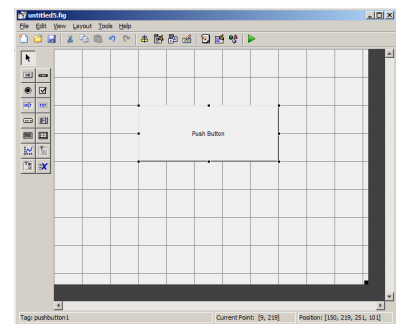 untitled5.fig
File Edit View Layout Tools Help
Push Button
Tag: pushbutton1
Current Point: [9, 219]
Position: [150, 219, 251, 101]